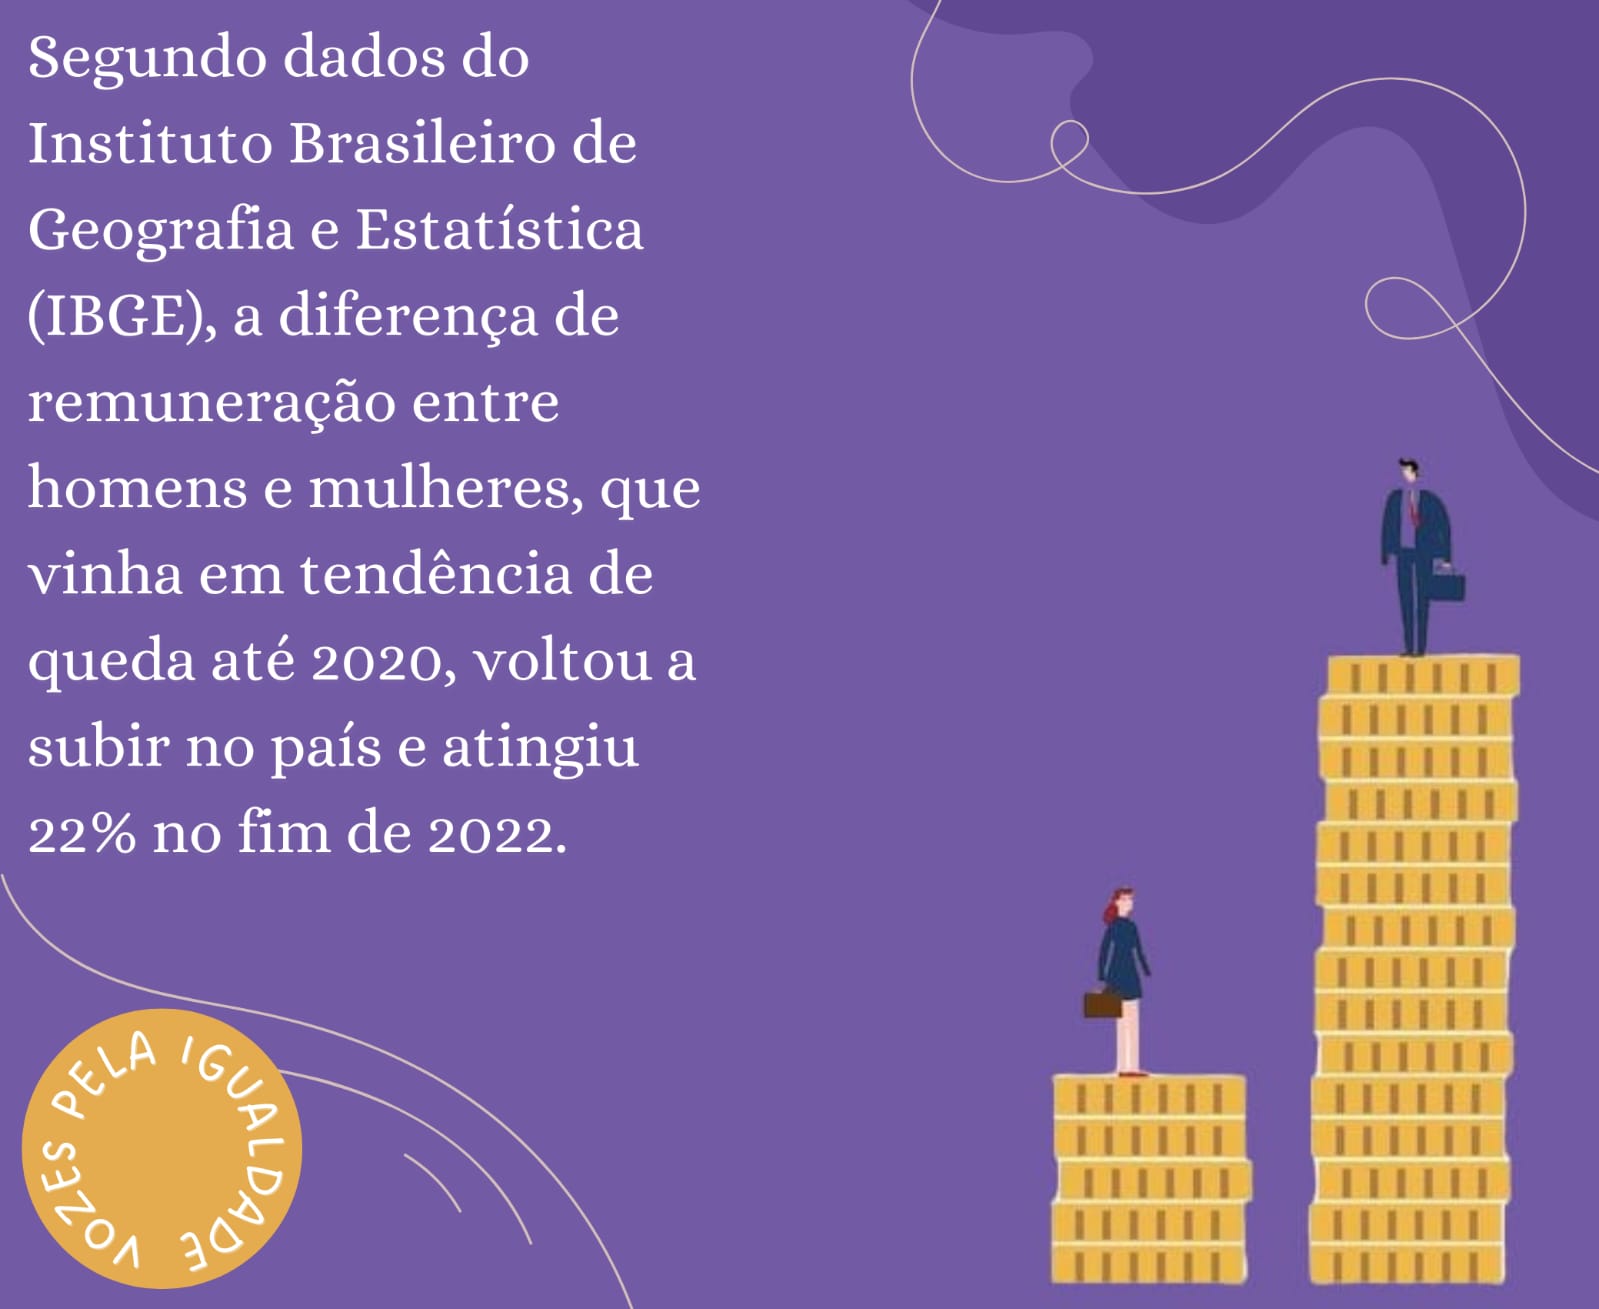 Segundo dados do
Instituto Brasileiro de
Geografia e Estatística
(IBGE), a diferença de
remuneração entre
homens e mulheres, que
vinha em tendência de
queda até 2020, voltou a
subir no país e atingiu
22% no fim de 2022.
VOZES PELA IGUALDADE